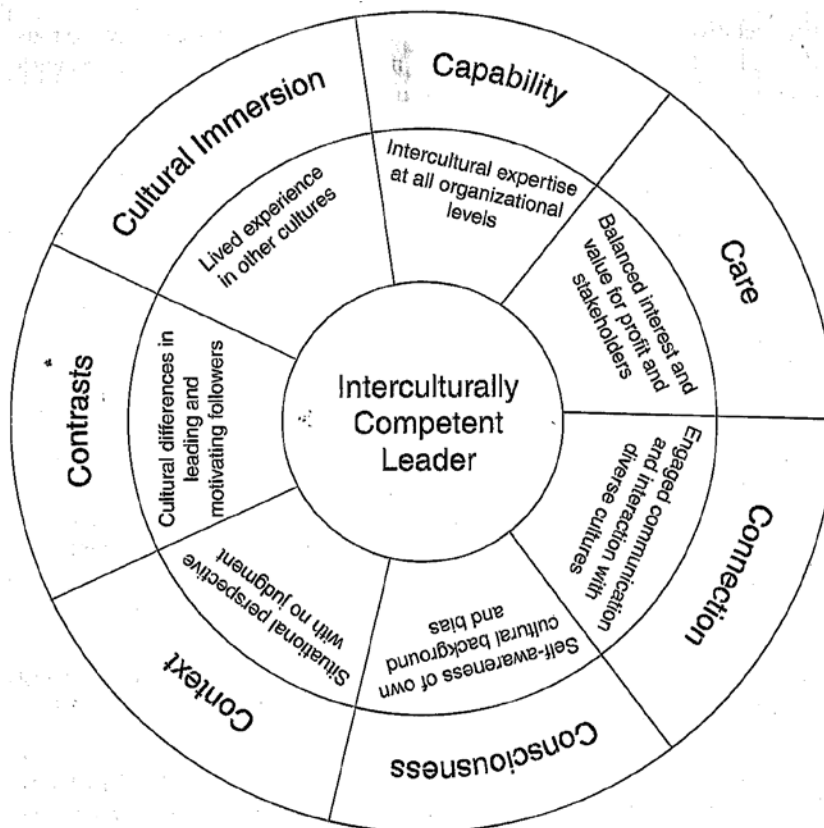 Interculturally
Competent
Leader
Capability
Intercultural expertise
at all organizational
levels
Care
Balanced interest and
value for profit and
stakeholders
Connection
Engaged communication
and interaction with
diverse cultures
Consciousness
Self-awareness of own
cultural background
and bias
Context
Situational perspective
with no judgment
Contrasts
Cultural differences in
leading and
motivating followers
Cultural Immersion
Lived experience
in other cultures